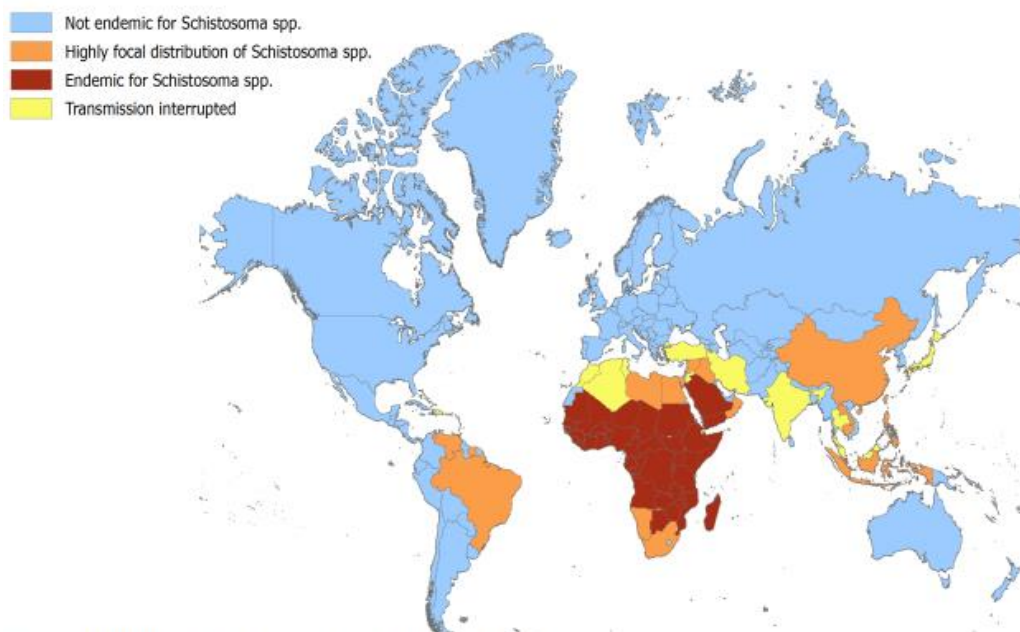 Not endemic for Schistosoma spp.
Highly focal distribution of Schistosoma spp.
Endemic for Schistosoma spp.
Transmission interrupted